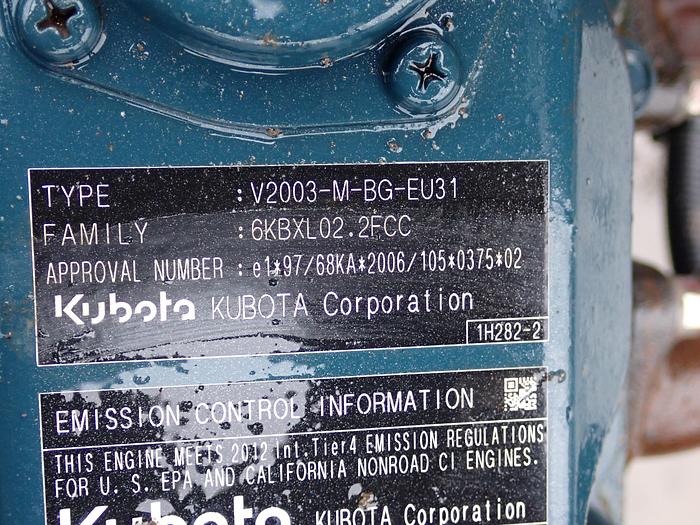 TYPE : V2003-M-BG-EU31
FAMILY : 6KBXL02.2FCC
APPROVAL NUMBER : e1*97/68KA*2006/105*0375*02
Kubota KUBOTA Corporation
1H282-2
EMISSION CONTROL INFORMATION
THIS ENGINE MEETS 2012 Int.Tier4 EMISSION REGULATIONS
FOR U. S. EPA AND CALIFORNIA NONROAD CI ENGINES.
Kubota KUBOTA Corporation